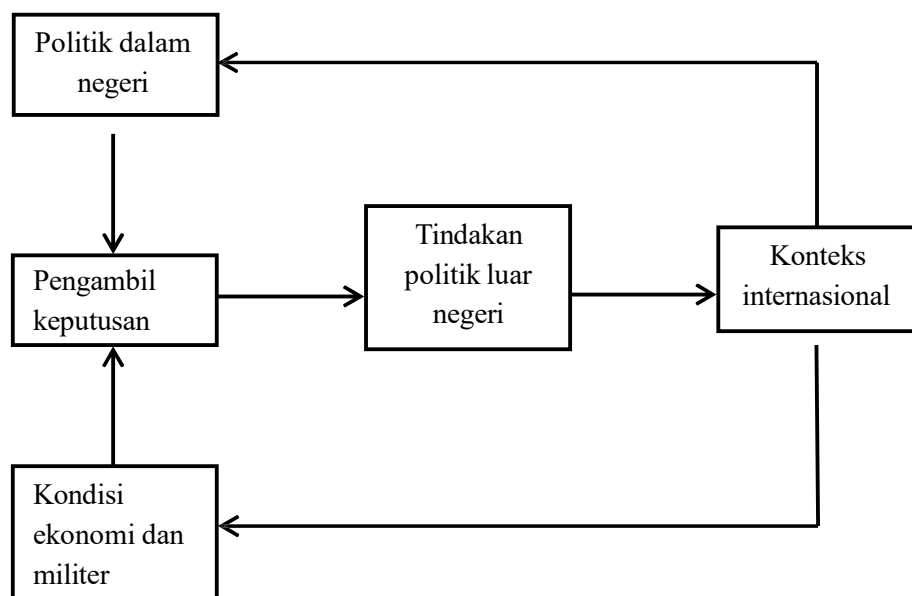 Politik dalam
negeri
Pengambil
keputusan
Tindakan
politik luar
negeri
Konteks
internasional
Kondisi
ekonomi dan
militer